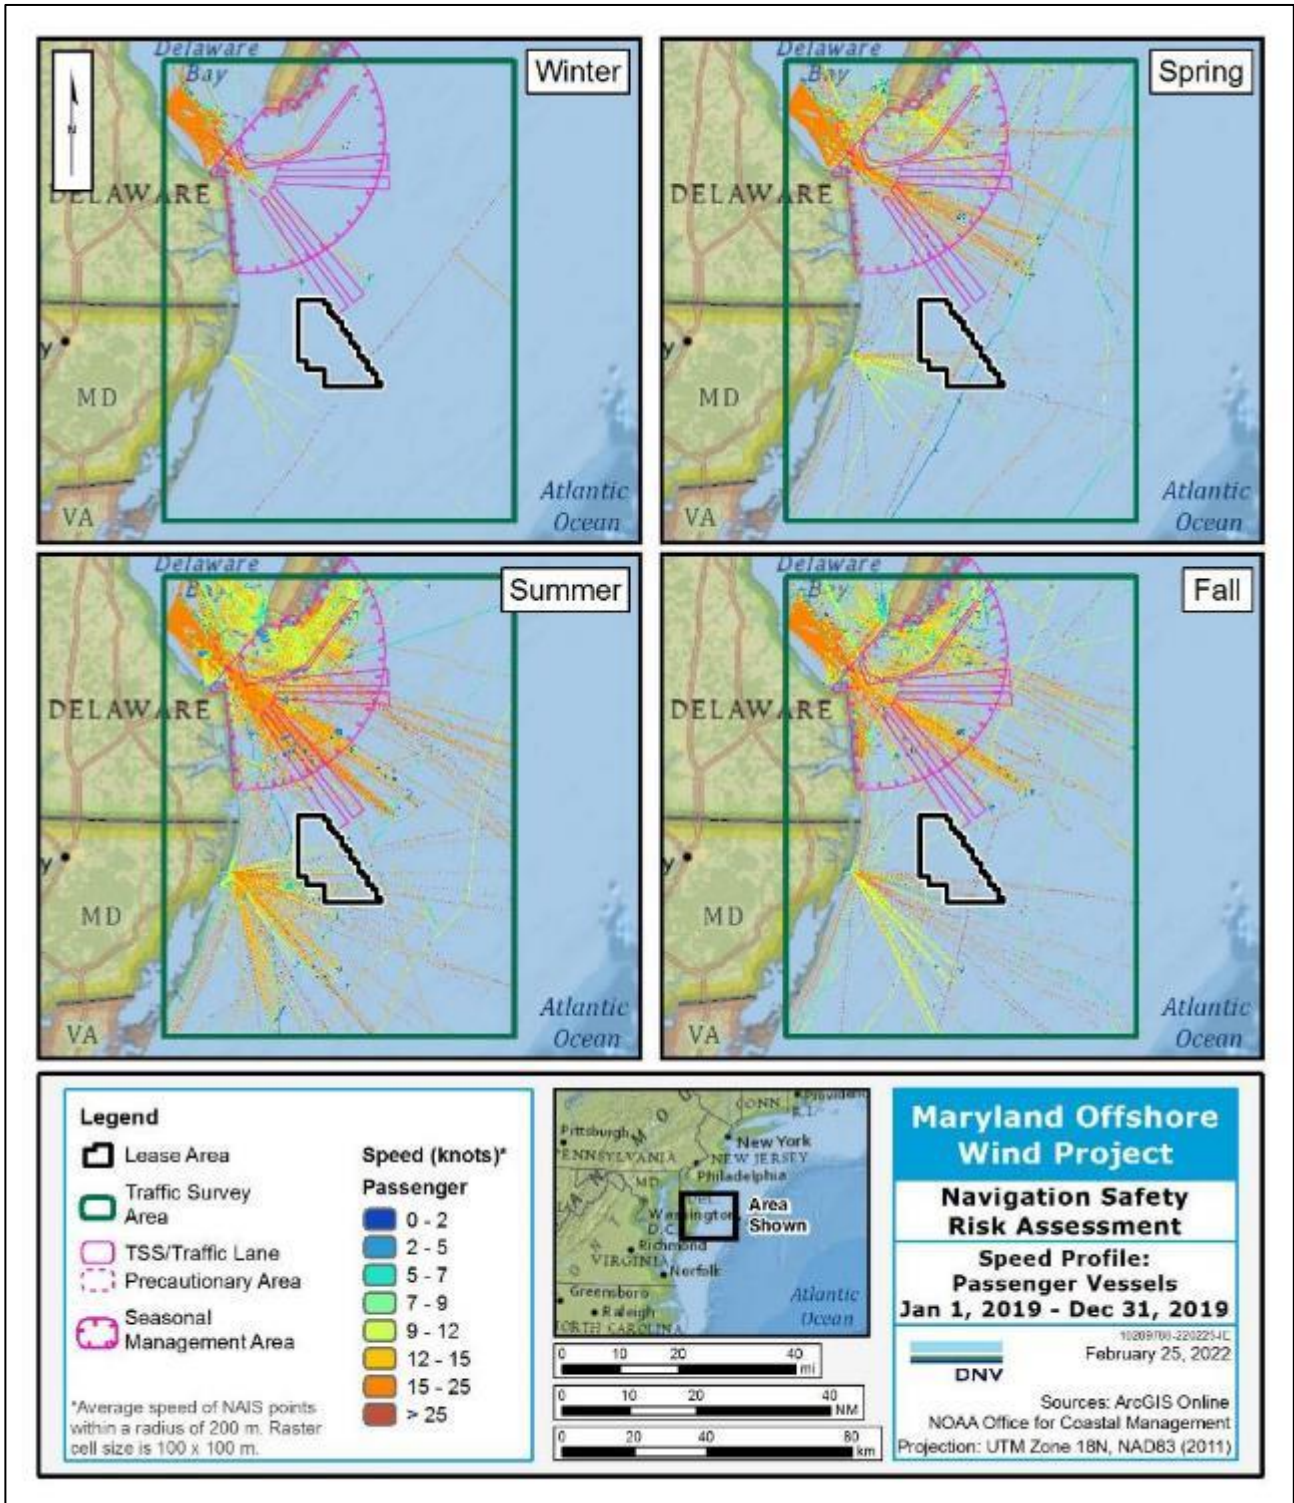 Delaware
Bay
Winter
N
DELAWARE
y
MD
VA
Atlantic
Ocean
Delaware
Bay
Spring
DELAWARE
y
MD
VA
Atlantic
Ocean
Delaware
Bay
Summer
DELAWARE
y
MD
VA
Atlantic
Ocean
Delaware
Bay
Fall
DELAWARE
y
MD
VA
Atlantic
Ocean
Legend
Lease Area
Traffic Survey
Area
TSS/Traffic Lane
Precautionary Area
Seasonal
Management Area
*Average speed of NAIS points
within a radius of 200 m. Raster
cell size is 100 x 100 m.
Speed (knots)*
Passenger
0 - 2
2 - 5
5 - 7
7 - 9
9 - 12
12 - 15
15 - 25
> 25
CONN
R.I.
Pittsburgh
New York
NEW JERSEY
Philadelphia
MD
Washington
D.C.
Area
Shown
Richmond
VIRGINIA
Norfolk
Greensboro
Raleigh
Atlantic
Ocean
0 10 20 40
mi
0 10 20 40
NM
0 20 40 80
km
Maryland Offshore
Wind Project
Navigation Safety
Risk Assessment
Speed Profile:
Passenger Vessels
Jan 1, 2019 - Dec 31, 2019
February 25, 2022
DNV
Sources: ArcGIS Online
NOAA Office for Coastal Management
Projection: UTM Zone 18N, NAD83 (2011)